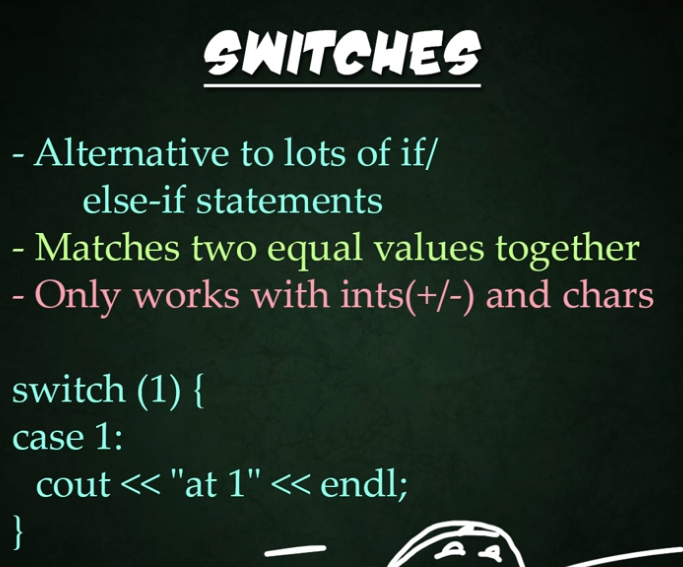 SWITCHES
- Alternative to lots of if/
else-if statements
- Matches two equal values together
- Only works with ints(+/-) and chars
switch (1) {
case 1:
cout << "at 1" << endl;
}